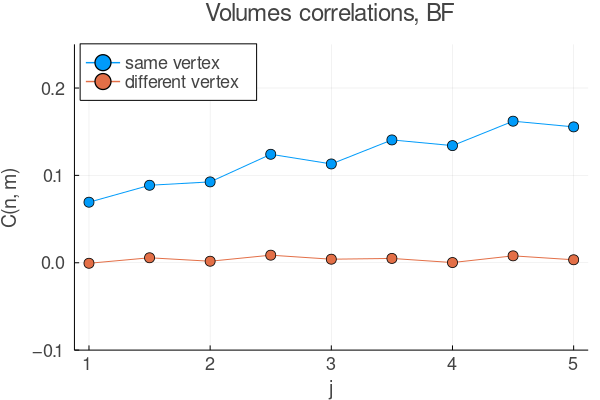 Volumes correlations, BF
same vertex
different vertex
C(n, m)
0.2
0.1
0.0
−0.1
1 2 3 4 5
j